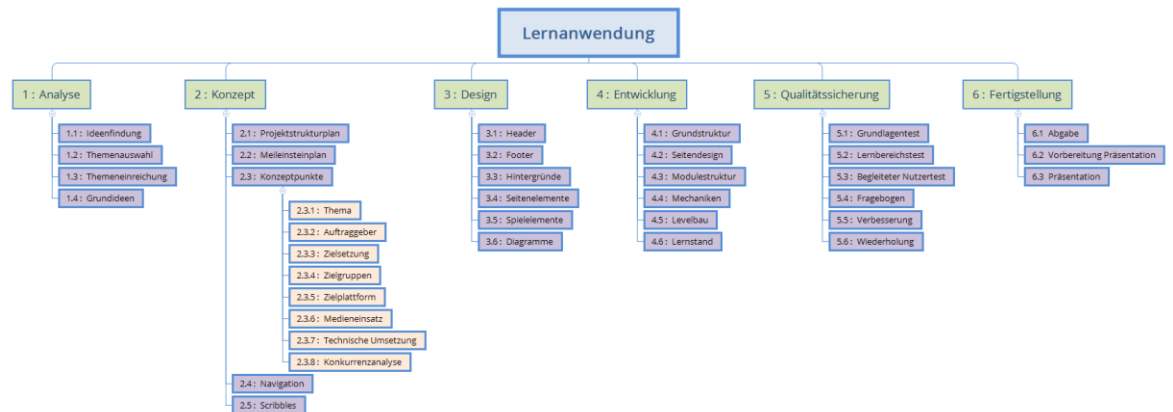 Lernanwendung
1 : Analyse
1.1: Ideenfindung
1.2: Themenauswahl
1.3: Themeneinreichung
1.4: Grundideen
2 : Konzept
2.1: Projektstrukturplan
2.2: Meileinsteinplan
2.3: Konzeptpunkte
2.3.1: Thema
2.3.2: Auftraggeber
2.3.3: Zielsetzung
2.3.4: Zielgruppen
2.3.5: Zielplattform
2.3.6: Medieneinsatz
2.3.7: Technische Umsetzung
2.3.8: Konkurrenzanalyse
2.4: Navigation
2.5: Scribbles
3 : Design
3.1: Header
3.2: Footer
3.3: Hintergründe
3.4: Seitenelemente
3.5: Spielelemente
3.6: Diagramme
4 : Entwicklung
4.1: Grundstruktur
4.2: Seitendesign
4.3: Modulestruktur
4.4: Mechaniken
4.5: Levelbau
4.6: Lernstand
5 : Qualitätssicherung
5.1: Grundlagentest
5.2: Lernbereichstest
5.3: Begleiteter Nutzertest
5.4: Fragebogen
5.5: Verbesserung
5.6: Wiederholung
6 : Fertigstellung
6.1 Abgabe
6.2 Vorbereitung Präsentation
6.3 Präsentation